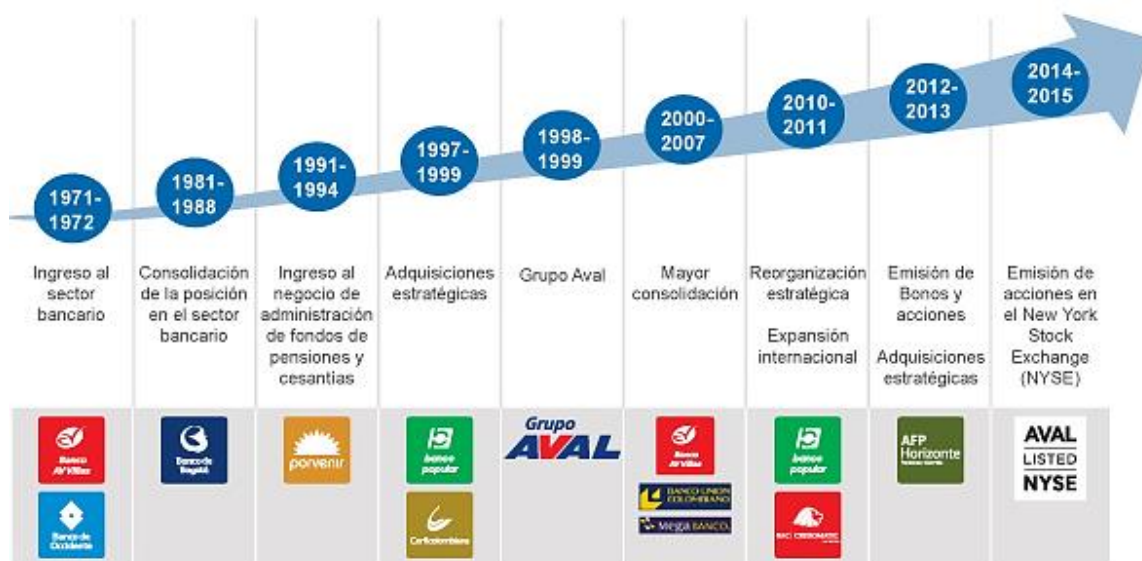 1971-
1972
1981-
1988
1991-
1994
1997-
1999
1998-
1999
2000-
2007
2010-
2011
2012-
2013
2014-
2015
Ingreso al
sector
bancario
Consolidación
de la posición
en el sector
bancario
Ingreso al
negocio de
administración
de fondos de
pensiones y
cesantías
Adquisiciones
estratégicas
Grupo Aval
Mayor
consolidación
Reorganización
estratégica
Expansión
internacional
Emisión de
Bonos y
acciones
Adquisiciones
estratégicas
Emisión de
acciones en
el New York
Stock
Exchange
(NYSE)
Banco
AV Villas
Banco de
Occidente
Banco de
Bogotá
porvenir
banco
popular
Corficolombiana
Grupo
AVAL
Banco
AV Villas
BANCO UNION
COLOMBIANO
Mega BANCO
banco
popular
BAC CREDOMATIC
AFP
Horizonte
AVAL
LISTED
NYSE